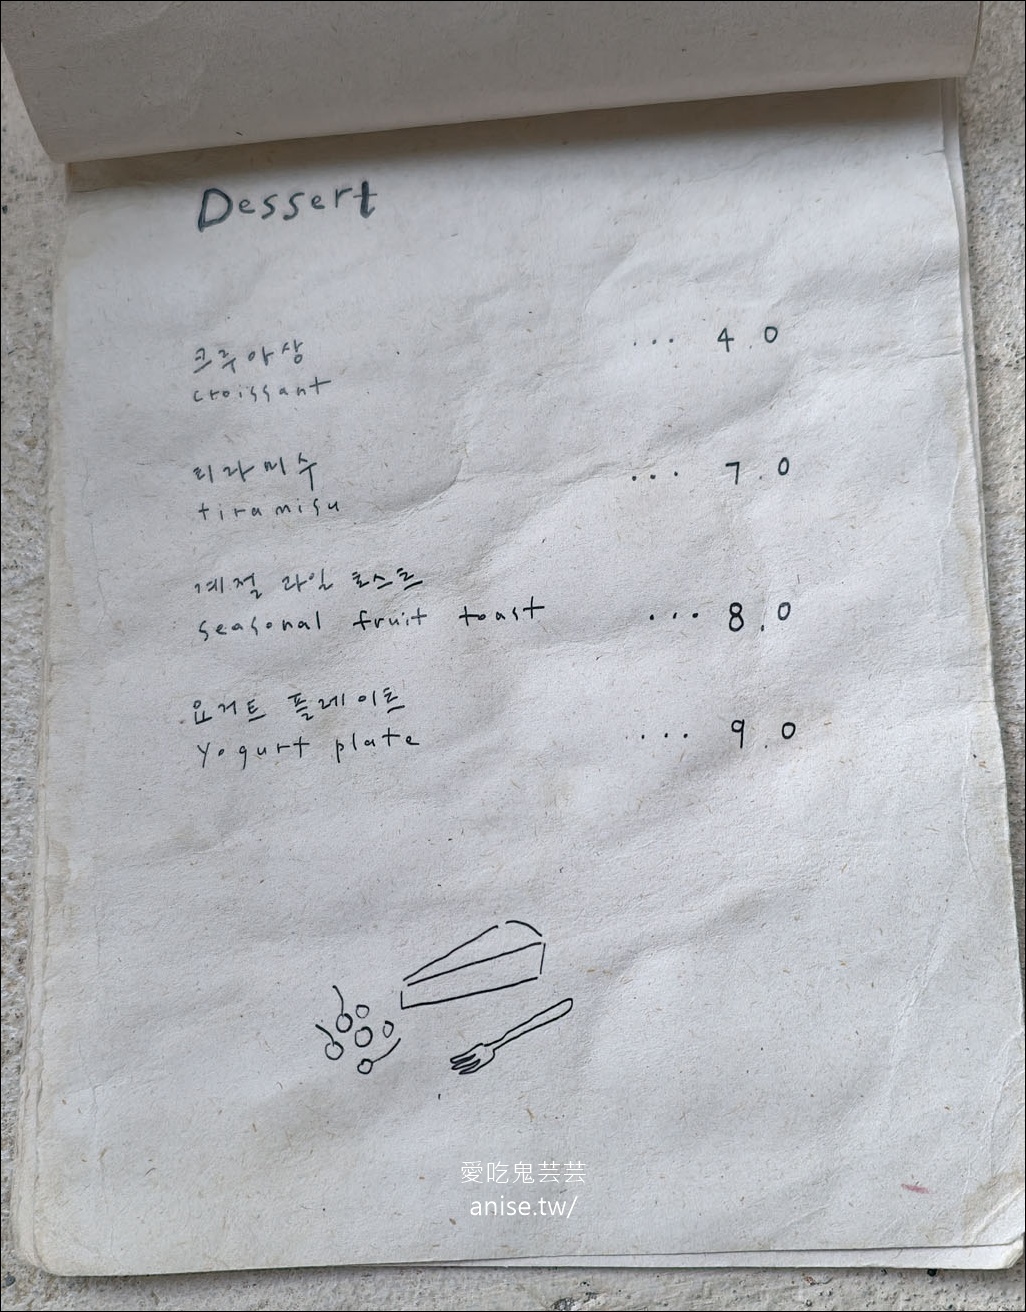 Dessert
크루아상 ... 4.0
croissant
티라미수 ... 7.0
tiramisu
계절 과일 토스트
seasonal fruit toast ... 8.0
요거트 플레이트
yogurt plate .... 9.0
愛吃鬼芸芸
anise.tw/